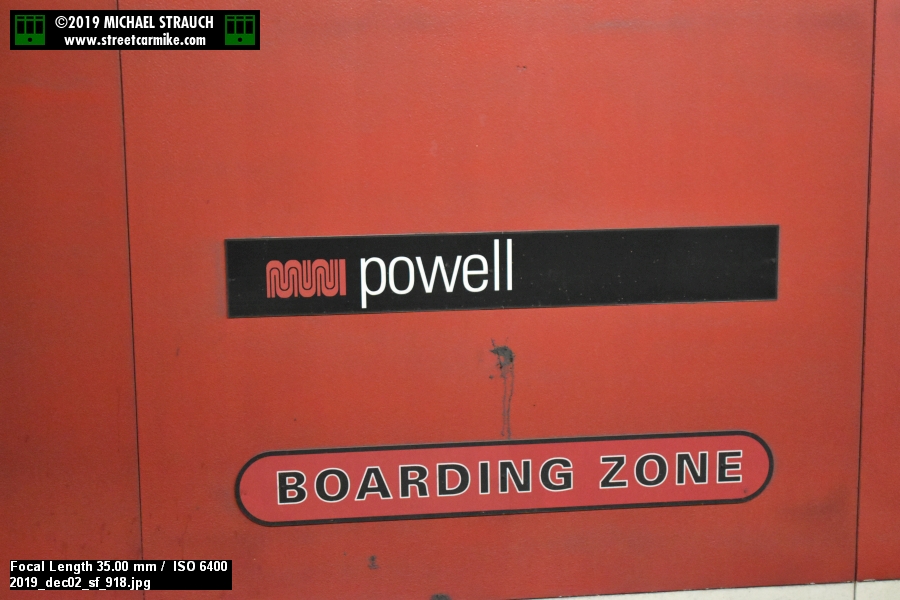 ©2019 MICHAEL STRAUCH
www.streetcarmike.com
muni powell
BOARDING ZONE
Focal Length 35.00 mm / ISO 6400
2019_dec02_sf_918.jpg